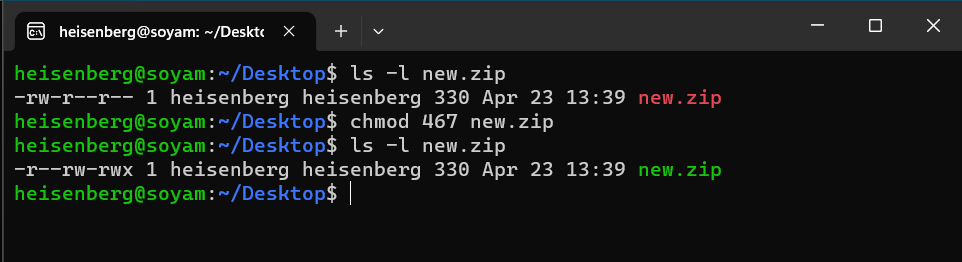 heisenberg@soyam: ~/Deskto
heisenberg@soyam:~/Desktop$ ls -l new.zip
-rw-r--r-- 1 heisenberg heisenberg 330 Apr 23 13:39 new.zip
heisenberg@soyam:~/Desktop$ chmod 467 new.zip
heisenberg@soyam:~/Desktop$ ls -l new.zip
-r--rw-rwx 1 heisenberg heisenberg 330 Apr 23 13:39 new.zip
heisenberg@soyam:~/Desktop$